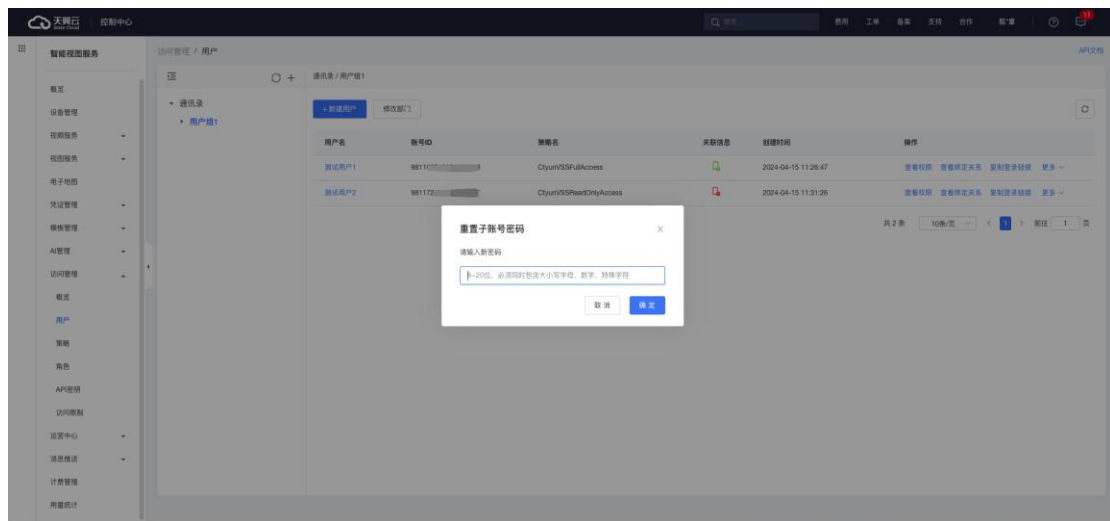 天翼云 控制中心 费用 工单 备案 支持 合作 11
智能视图服务 访问管理 / 用户 API文档
概览
设备管理
视频服务
视图服务
电子地图
凭证管理
模板管理
AI管理
访问管理
概览
用户
策略
角色
API密钥
访问限制
运营中心
消息推送
计费管理
用量统计
通讯录
用户组1
通讯录 / 用户组1
+ 新建用户 修改部门
用户名 账号ID 策略名 关联信息 创建时间 操作
测试用户1 9811 9 CtyunVSSFullAccess 2024-04-15 11:26:47 查看权限 查看绑定关系 复制登录链接 更多
测试用户2 981172 CtyunVSSReadOnlyAccess 2024-04-15 11:31:26 查看权限 查看绑定关系 复制登录链接 更多
共 2 条 10条/页 < 1 > 前往 1 页
重置子账号密码 ×
请输入新密码
8-20位，必须同时包含大小写字母、数字、特殊字符
取 消 确 定